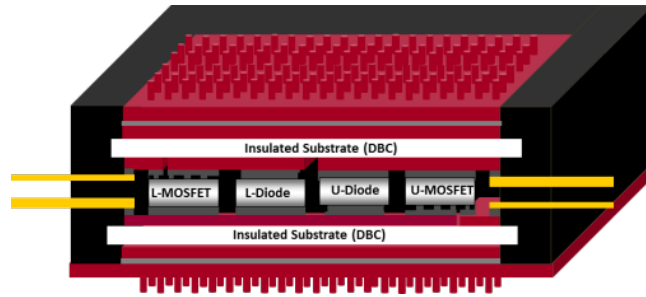 Insulated Substrate (DBC)
L-MOSFET L-Diode U-Diode U-MOSFET
Insulated Substrate (DBC)